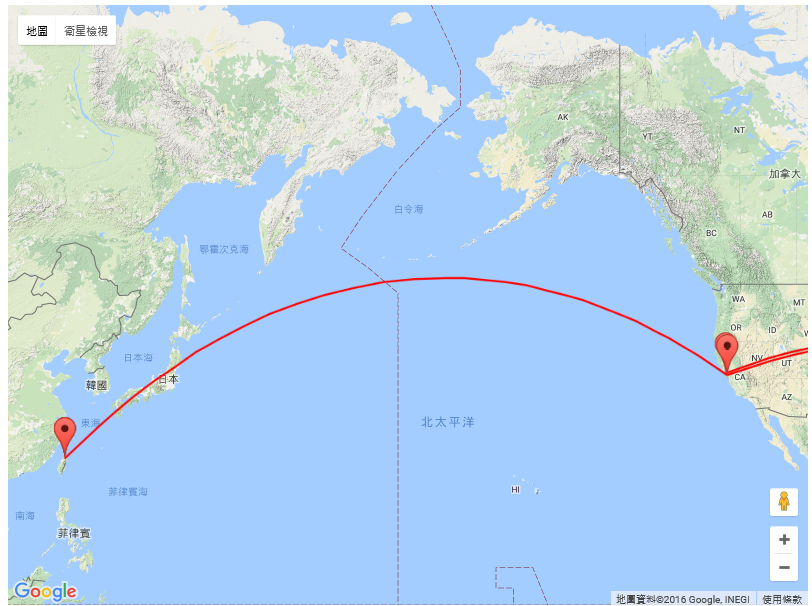 地圖 衛星檢視
AK
YT
NT
加拿大
白令海
AB
BC
鄂霍次克海
WA
MT
OR
ID
日本海
NV
UT
日本
CA
韓國
AZ
東海
北太平洋
HI
菲律賓海
南海
菲律賓
+
−
Google
地圖資料©2016 Google, INEGI 使用條款